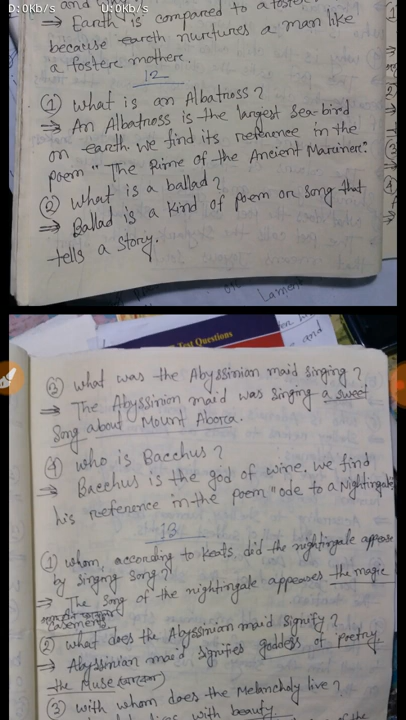 D:0Kb/s U:0Kb/s
and
⇒ Earth is compared to a foster
because earth nurtures a man like
a foster mothere.
12
① what is an Albatross?
⇒ An Albatross is the largest sea-bird
on earth. we find its reference in the
poem "The Rime of the Ancient Mariner."
② what is a ballad?
⇒ Ballad is a kind of poem or song that
tells a story.
Lament
Test Questions
and
③ what was the Abyssinian maid singing?
⇒ The Abyssinian maid was singing a sweet
song about Mount Abora.
④ who is Bacchus?
⇒ Bacchus is the god of wine. we find
his reference in the poem "ode to a Nightingale
13
① whom, according to Keats, did the nightingale appease
by singing song?
⇒ The song of the nightingale appeases the magic
casement
② what does the Abyssinian maid signify?
⇒ Abyssinian maid signifies goddess of poetry,
the Muse
③ with whom does the Melancholy live?
with beauty